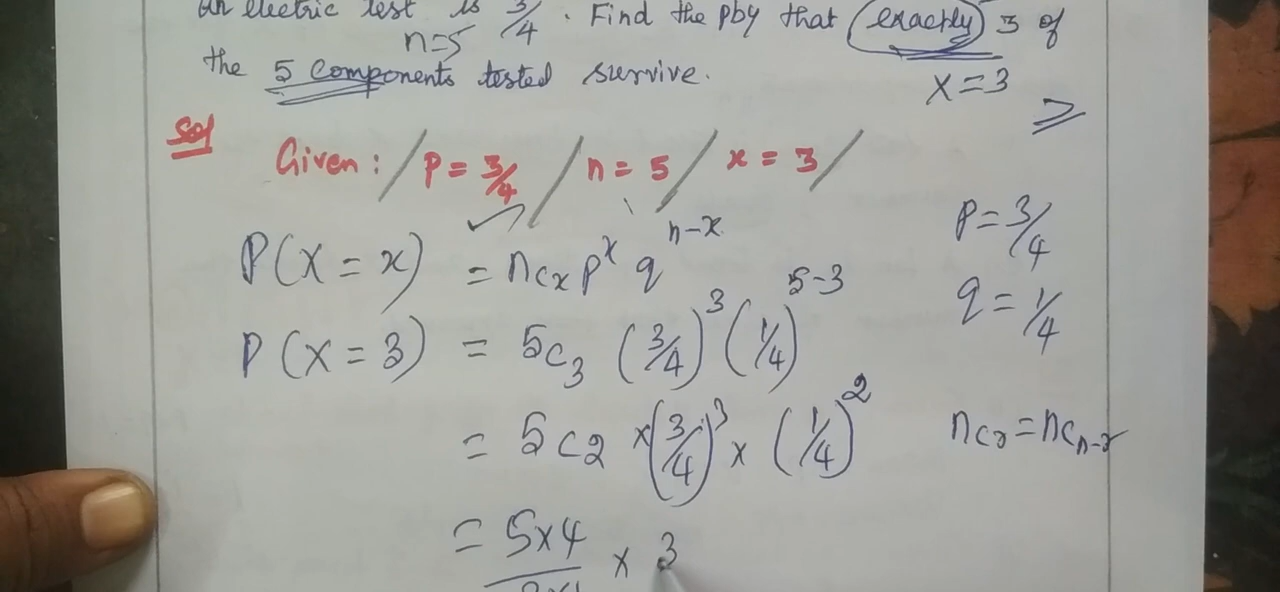 an electric test is 3/4. Find the pby that exactly 3 of
n=5
the 5 components tested survive.
X=3
≥
Sol
Given: / P = 3/4 / n = 5 / x = 3 /
P(X = x) = nCx p^x q^n-x
P = 3/4
q = 1/4
P(X = 3) = 5C3 (3/4)^3 (1/4)^5-3
= 5C2 × (3/4)^3 × (1/4)^2
nCr = nCn-r
= 5×4 × 3
2×1